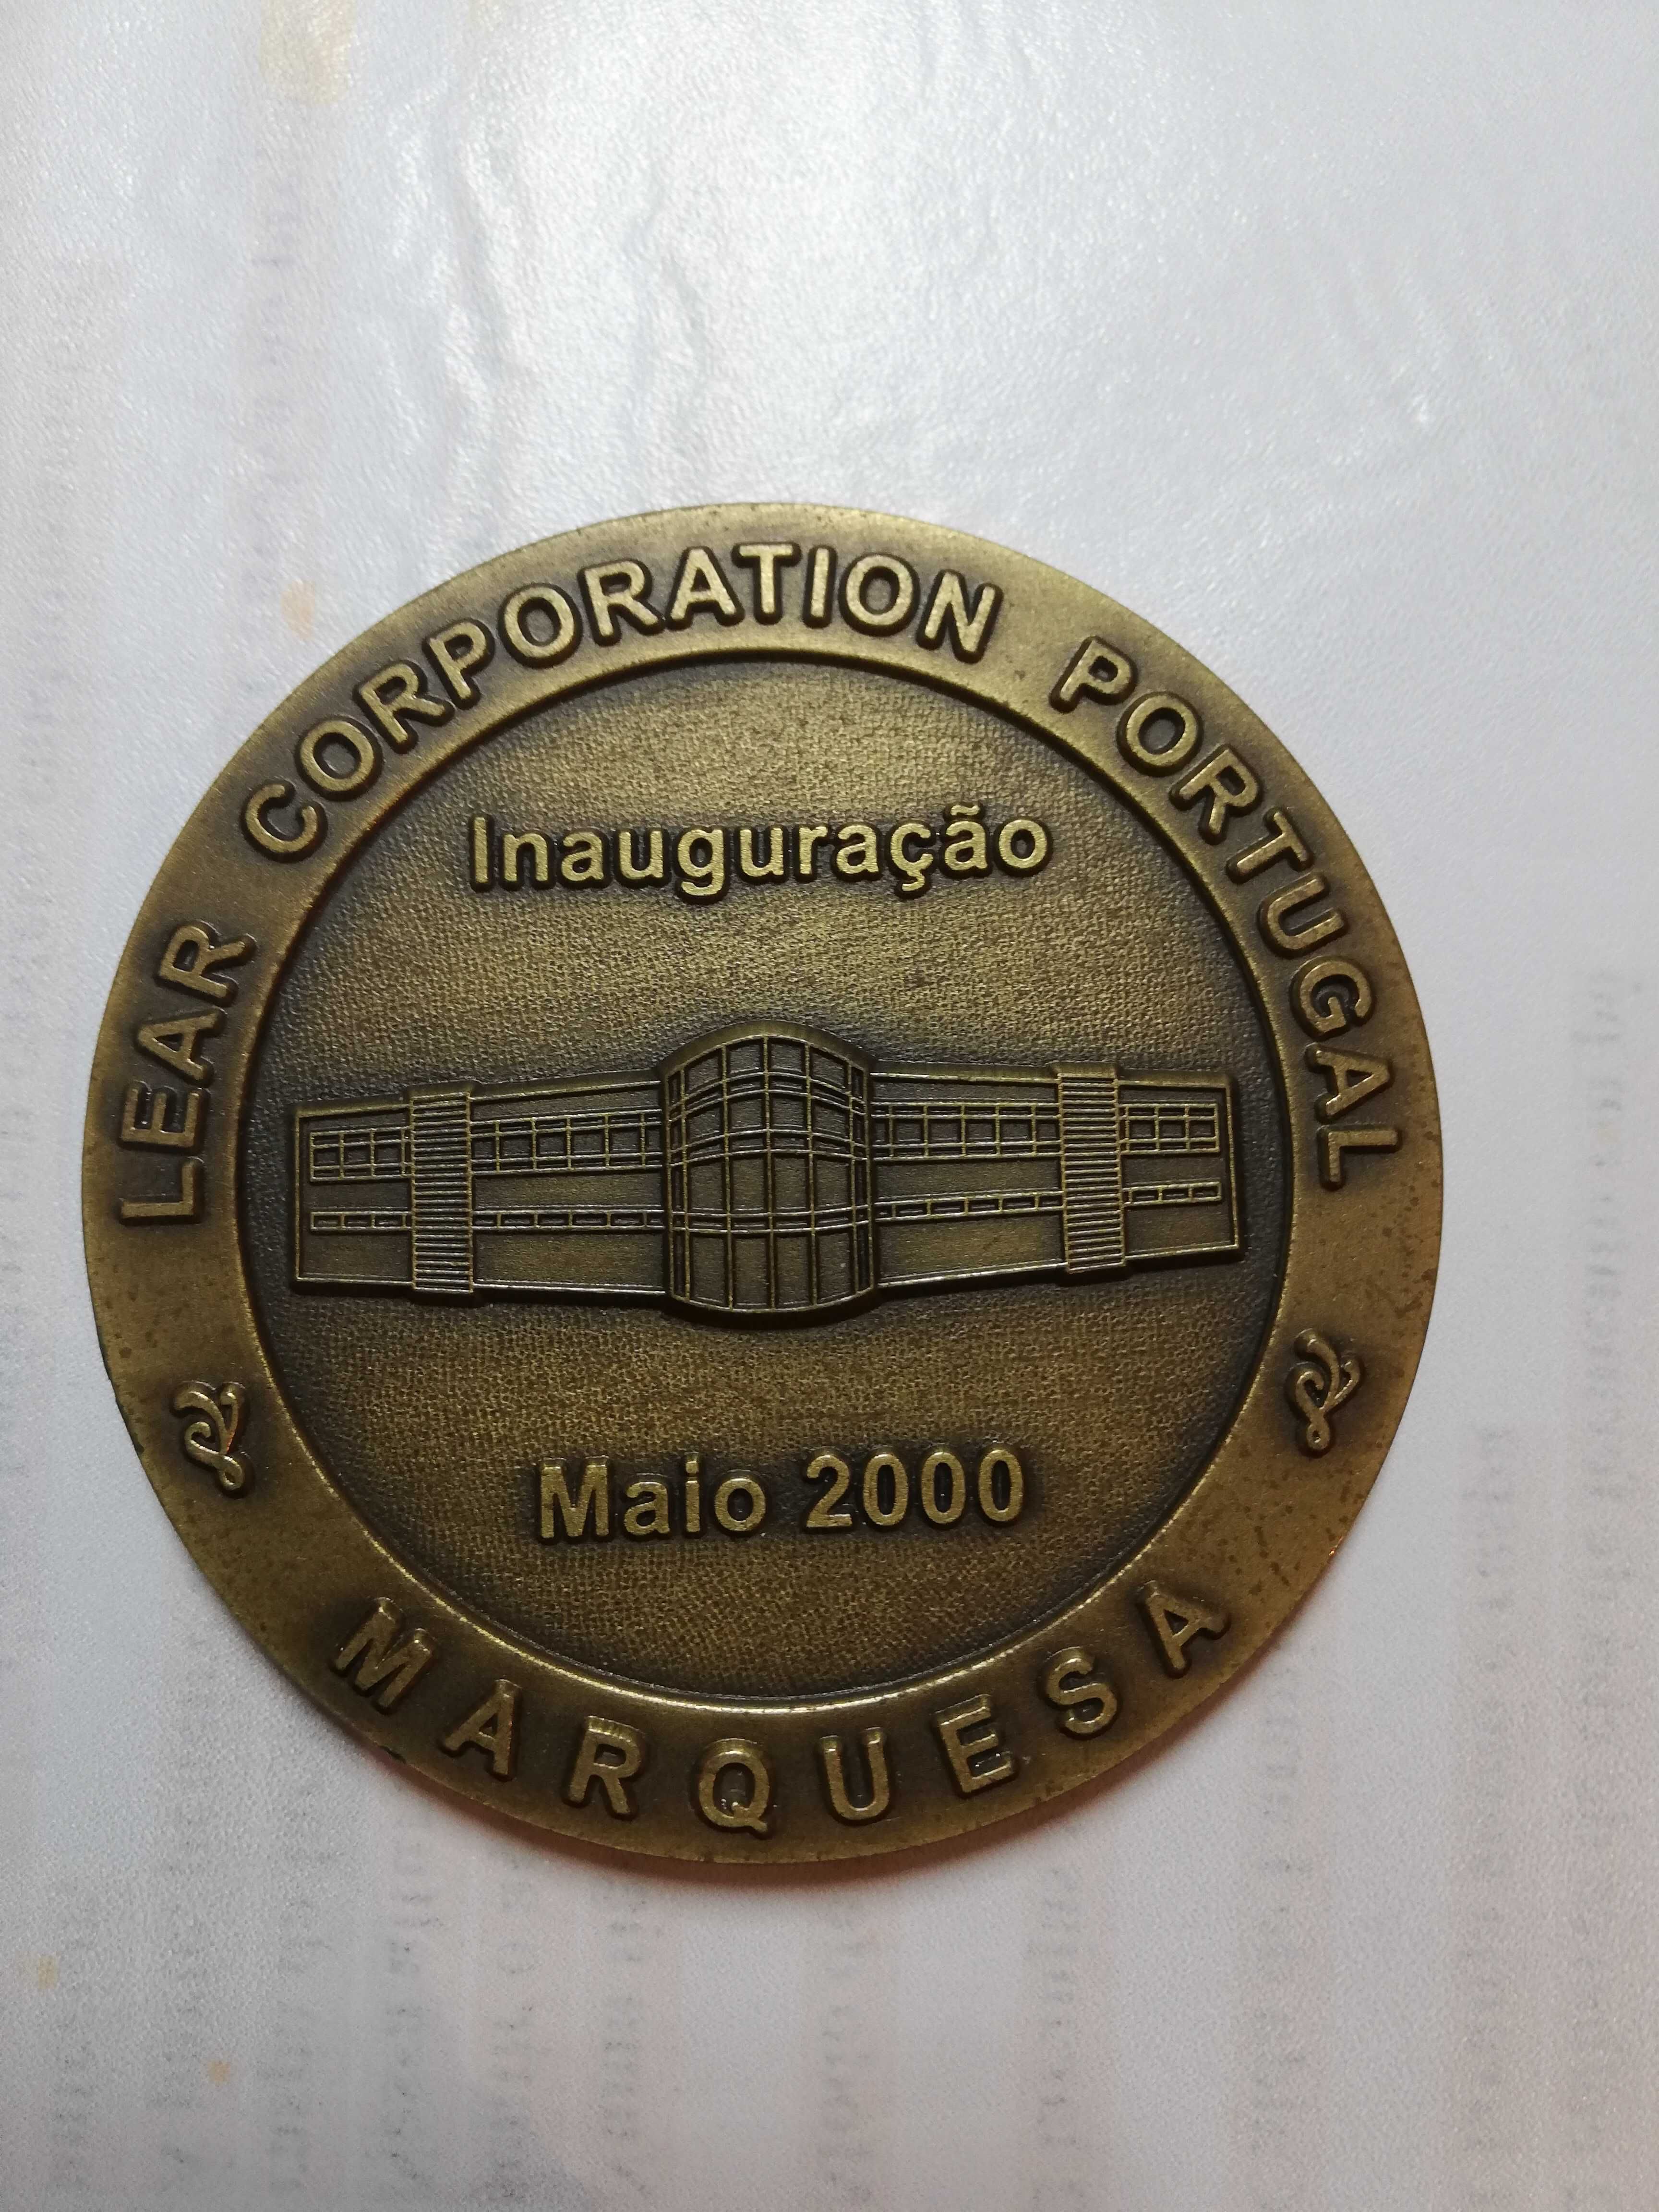 LEAR CORPORATION PORTUGAL
Inauguração
Maio 2000
MARQUESA